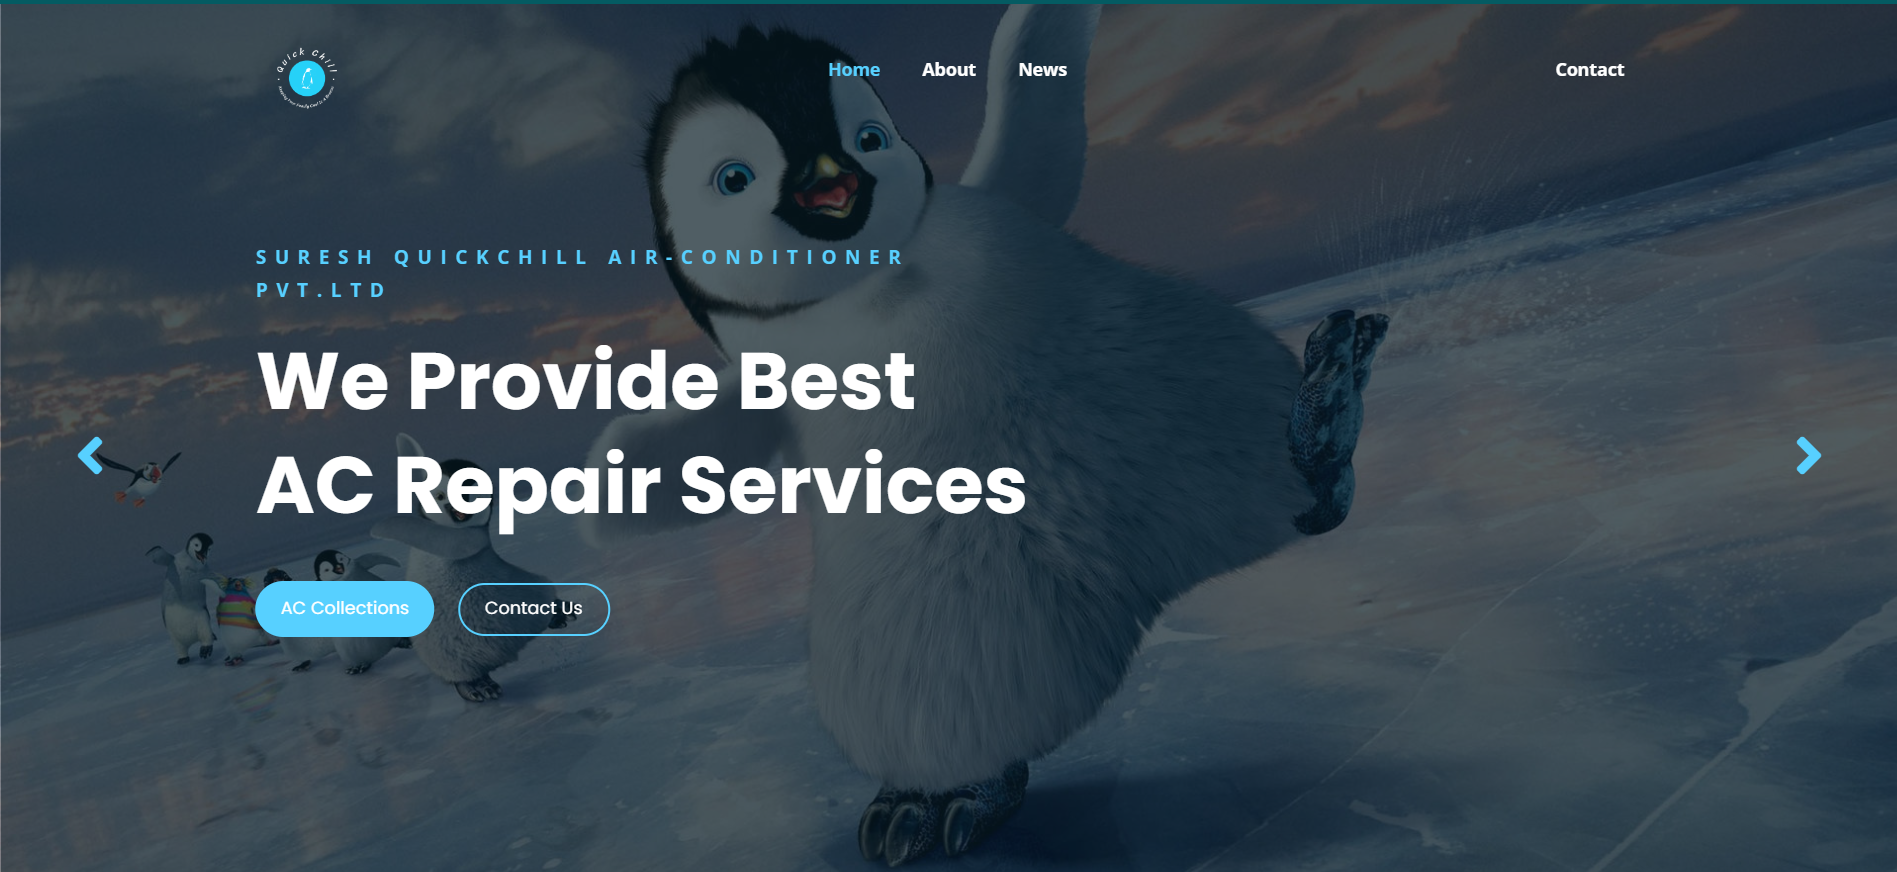 Quick Chill
Home
About
News
Contact
SURESH QUICKCHILL AIR-CONDITIONER
PVT.LTD
We Provide Best
AC Repair Services
AC Collections
Contact Us